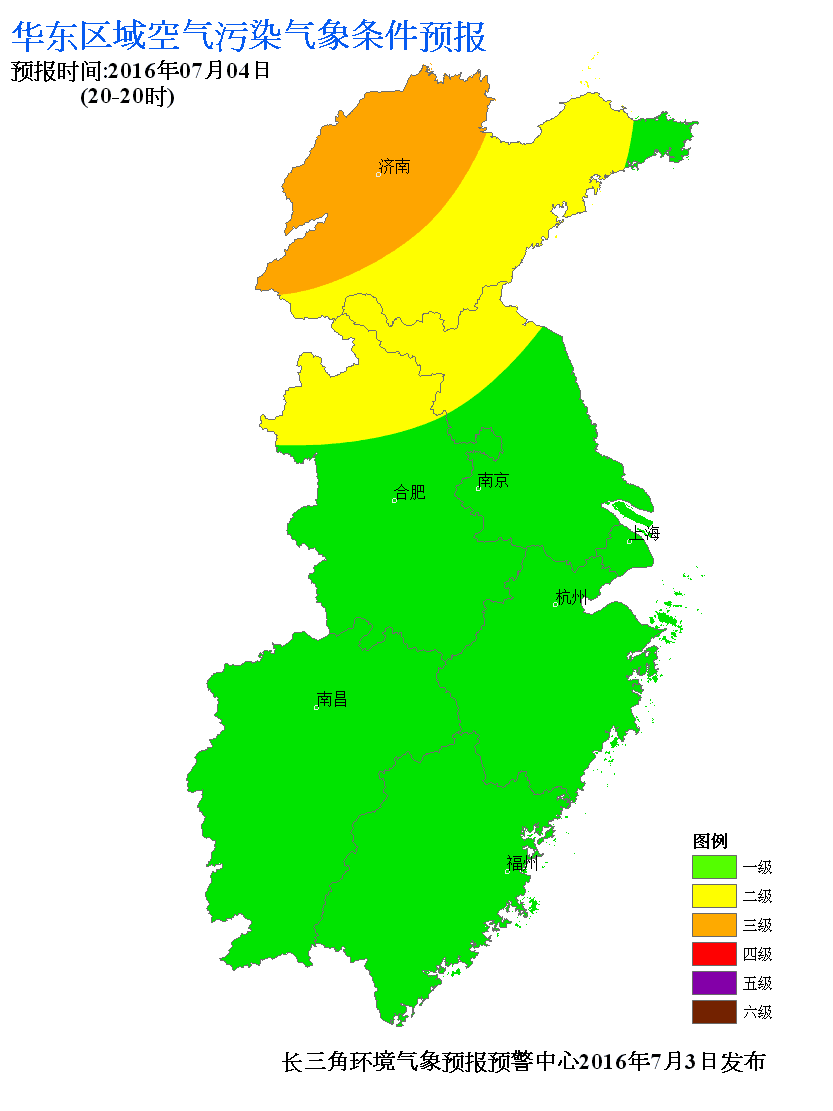 华东区域空气污染气象条件预报
预报时间:2016年07月04日
(20-20时)
济南
合肥
南京
上海
杭州
南昌
福州
图例
一级
二级
三级
四级
五级
六级
长三角环境气象预报预警中心2016年7月3日发布